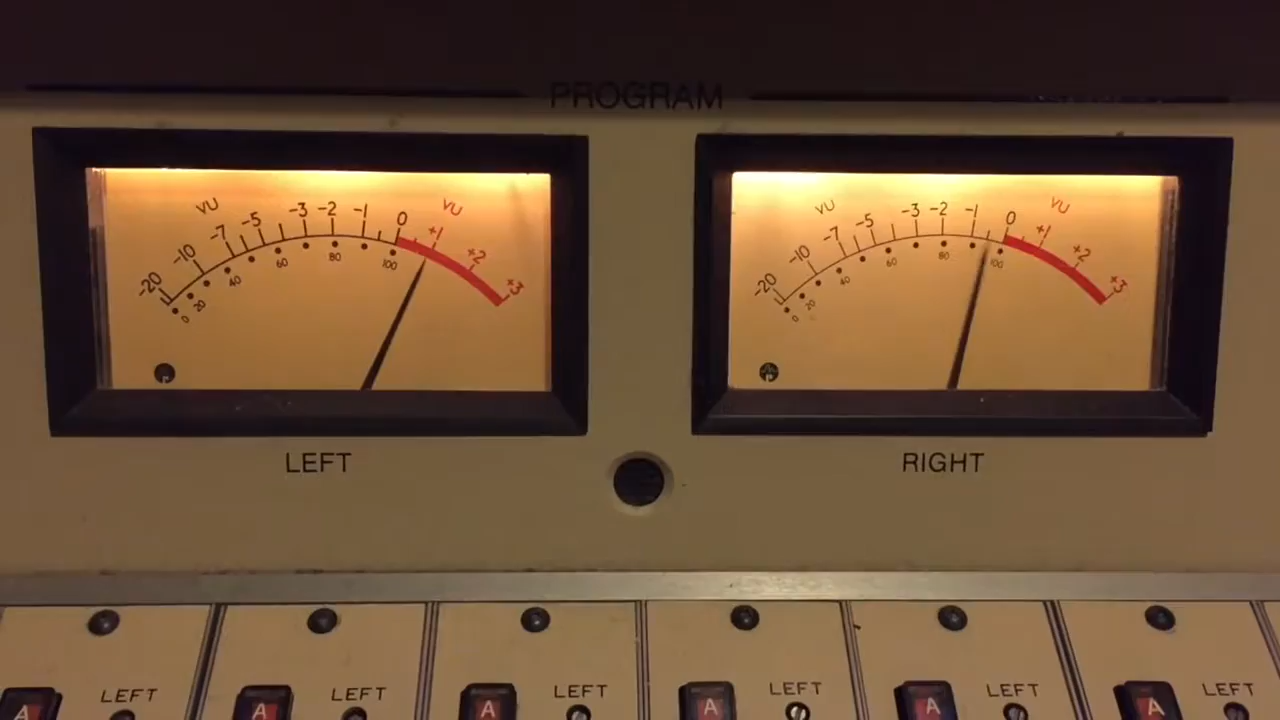 PROGRAM
VU VU
-20 -10 -7 -5 -3 -2 -1 0 +1 +2 +3
0 20 40 60 80 100
VU VU
-20 -10 -7 -5 -3 -2 -1 0 +1 +2 +3
0 20 40 60 80 100
LEFT
RIGHT
LEFT LEFT LEFT LEFT LEFT LEFT
A A A A A A